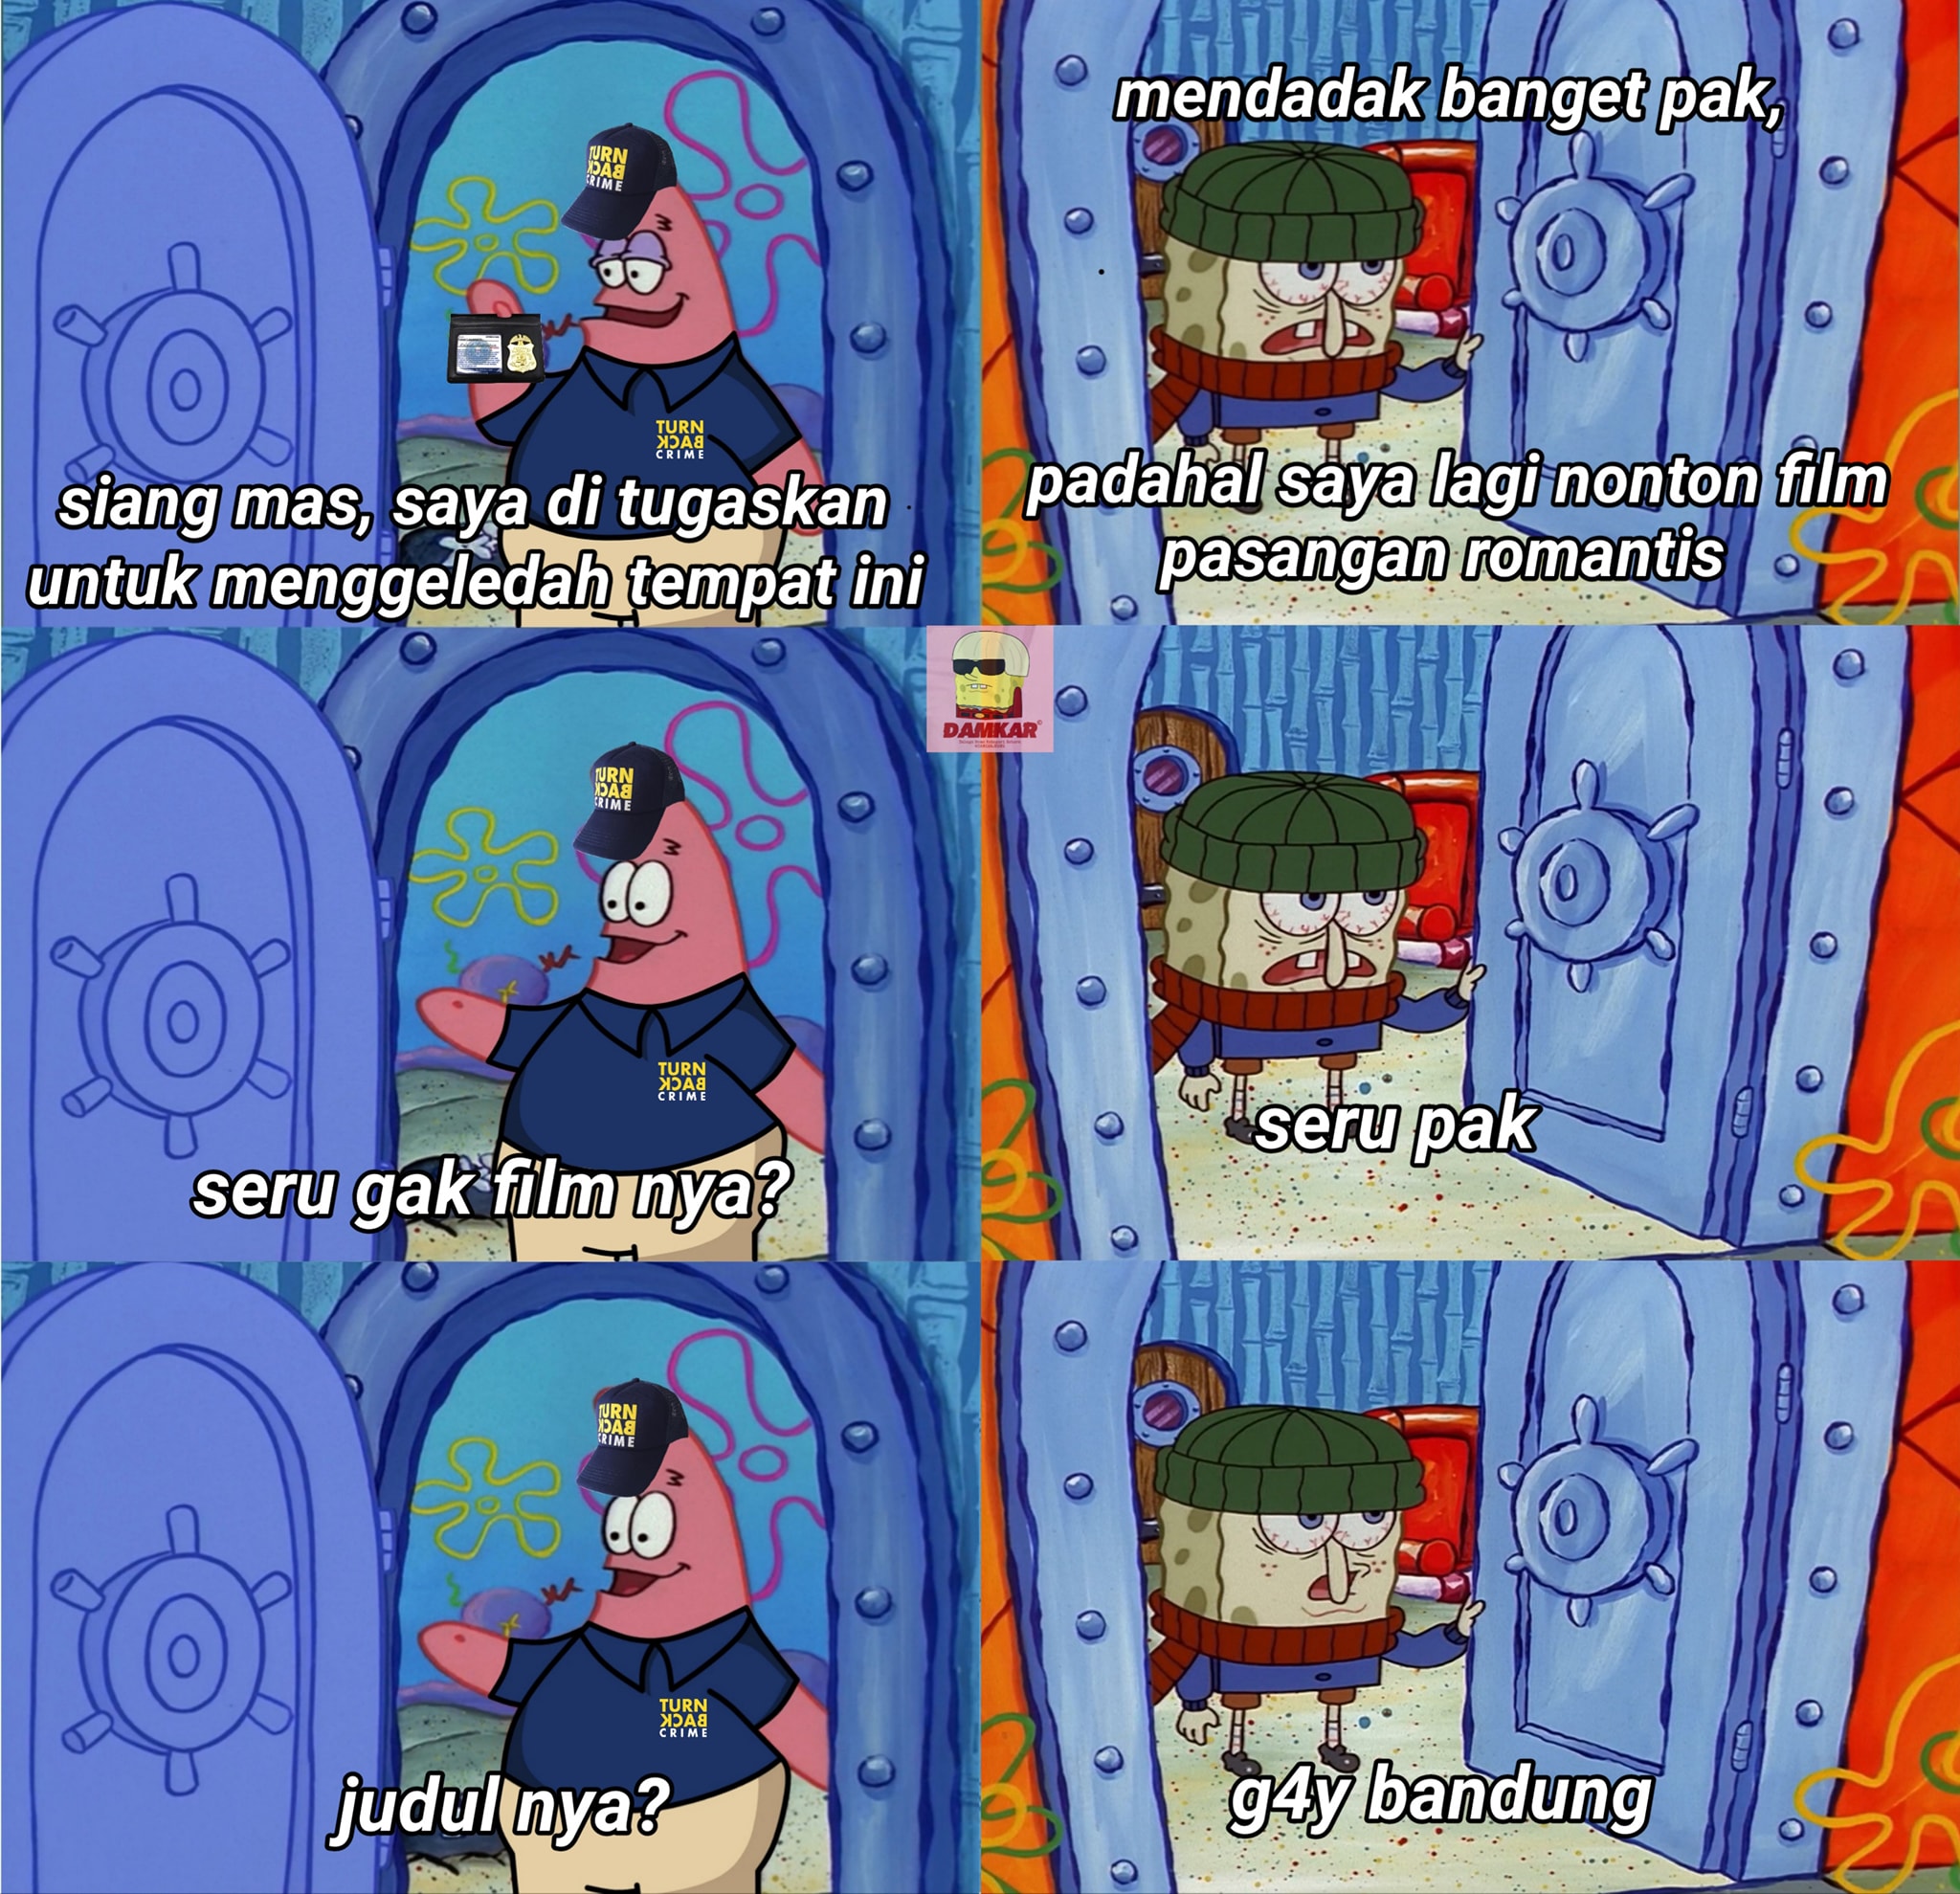 TURN
BACK
CRIME
TURN
BACK
CRIME
siang mas, saya di tugaskan
untuk menggeledah tempat ini
mendadak banget pak,
padahal saya lagi nonton film
pasangan romantis
DAMKAR
TURN
BACK
CRIME
TURN
BACK
CRIME
seru gak film nya?
seru pak
TURN
BACK
CRIME
TURN
BACK
CRIME
judul nya?
g4y bandung